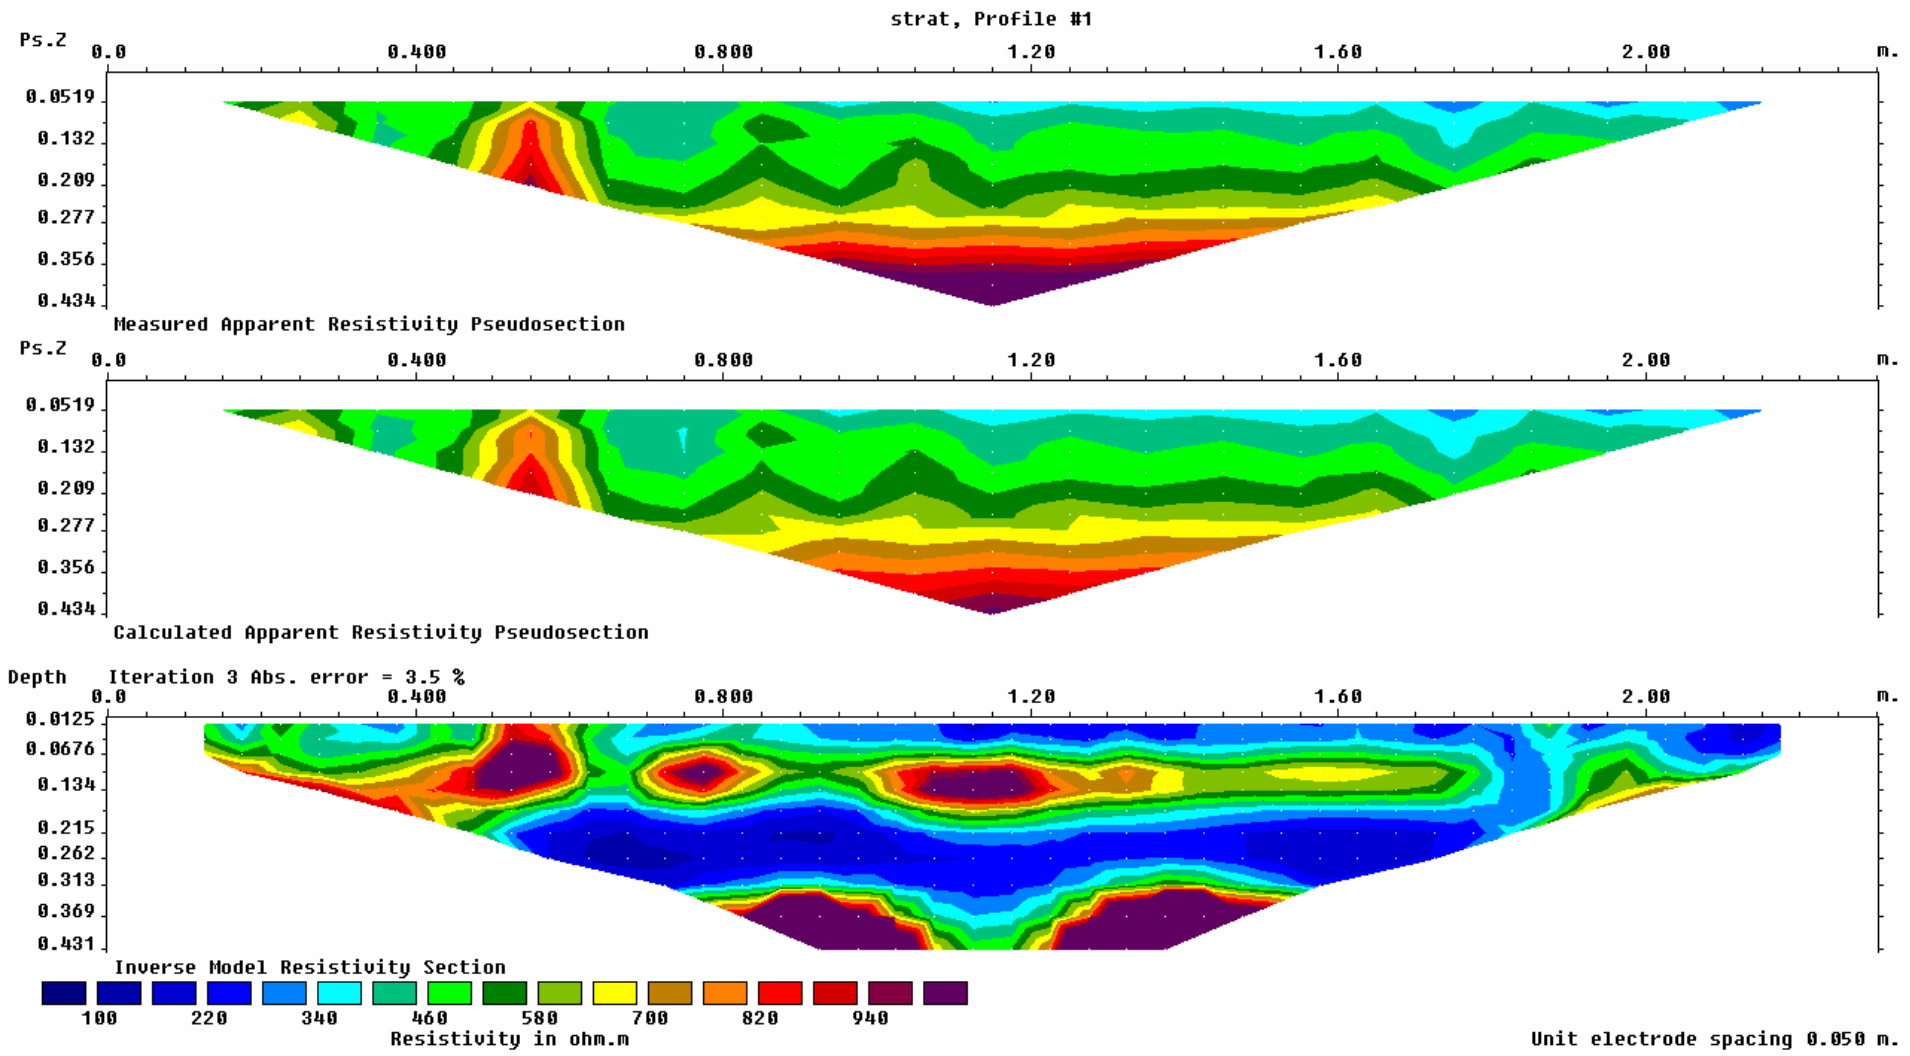 strat, Profile #1
Ps.Z 0.0 0.400 0.800 1.20 1.60 2.00 m.
0.0519
0.132
0.209
0.277
0.356
0.434
Measured Apparent Resistivity Pseudosection
Ps.Z 0.0 0.400 0.800 1.20 1.60 2.00 m.
0.0519
0.132
0.209
0.277
0.356
0.434
Calculated Apparent Resistivity Pseudosection
Depth Iteration 3 Abs. error = 3.5 %
0.0 0.400 0.800 1.20 1.60 2.00 m.
0.0125
0.0676
0.134
0.215
0.262
0.313
0.369
0.431
Inverse Model Resistivity Section
100 220 340 460 580 700 820 940
Resistivity in ohm.m Unit electrode spacing 0.050 m.